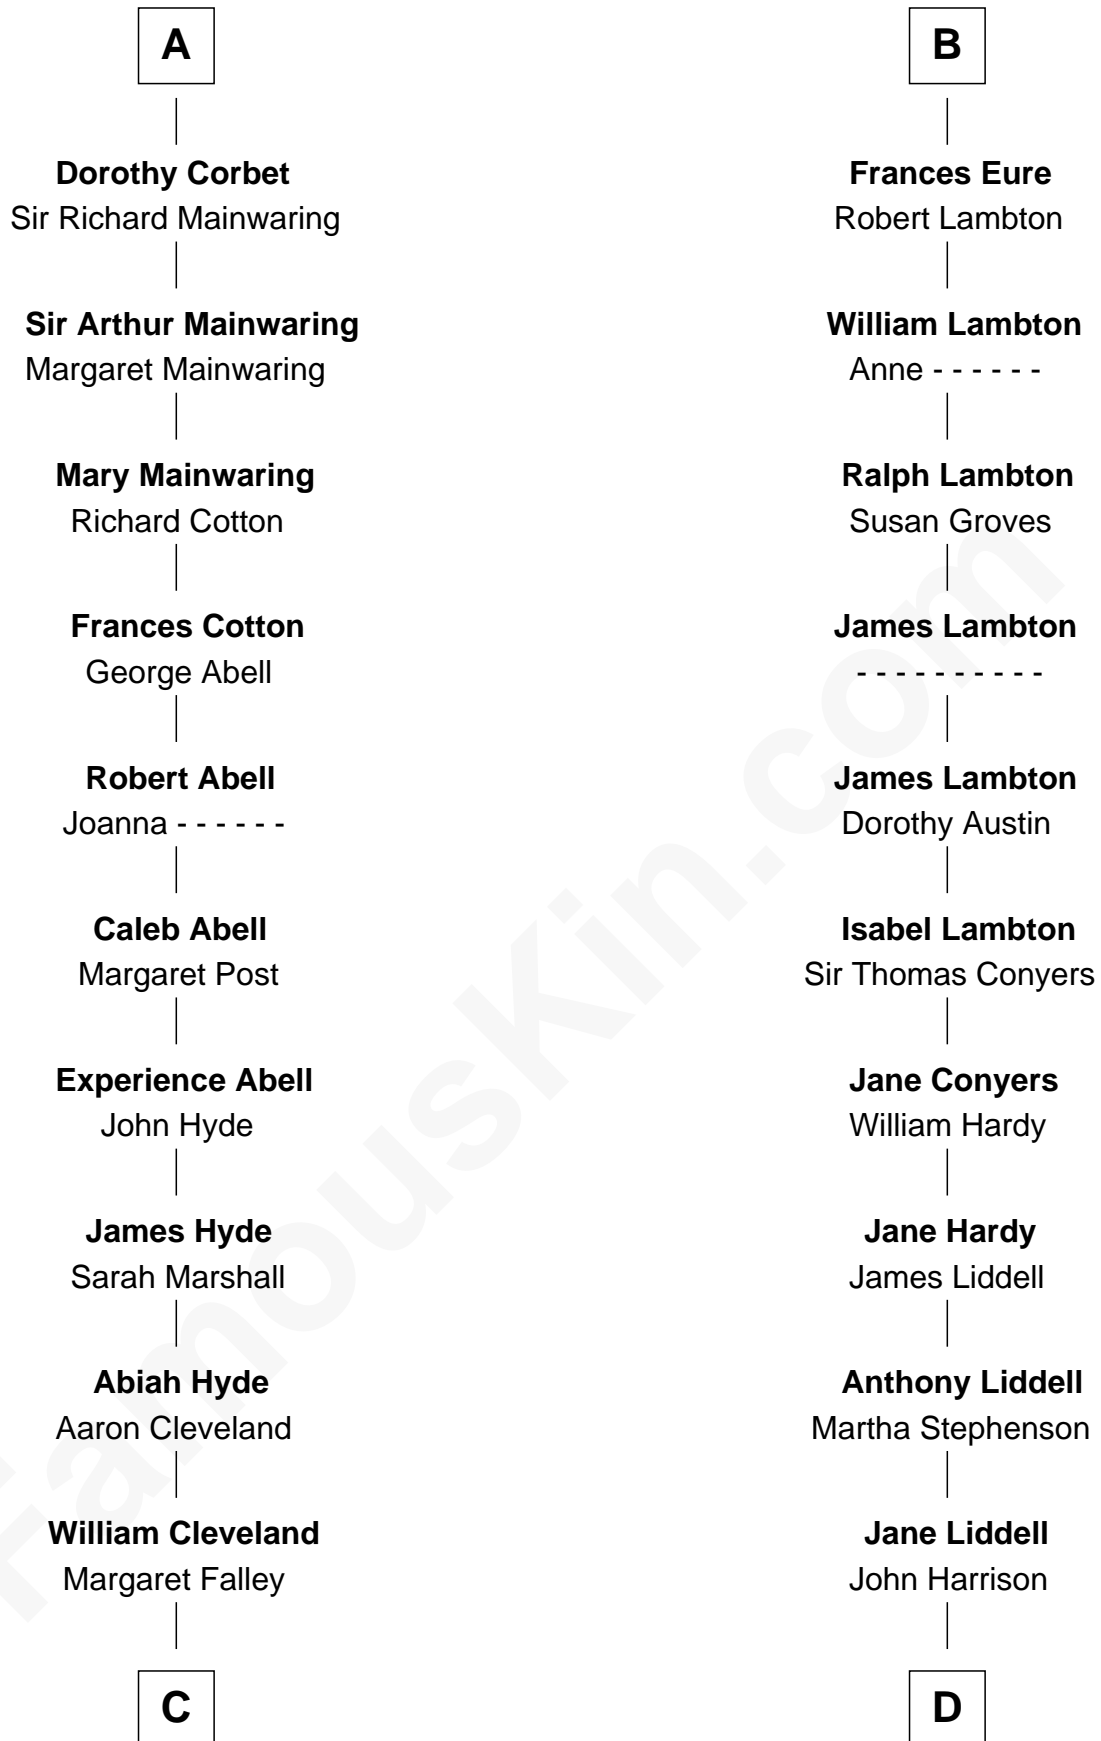 A
Dorothy Corbet
Sir Richard Mainwaring
Sir Arthur Mainwaring
Margaret Mainwaring
Mary Mainwaring
Richard Cotton
Frances Cotton
George Abell
Robert Abell
Joanna - - - - - -
Caleb Abell
Margaret Post
Experience Abell
John Hyde
James Hyde
Sarah Marshall
Abiah Hyde
Aaron Cleveland
William Cleveland
Margaret Falley
C
B
Frances Eure
Robert Lambton
William Lambton
Anne - - - - - -
Ralph Lambton
Susan Groves
James Lambton
- - - - - - - - - -
James Lambton
Dorothy Austin
Isabel Lambton
Sir Thomas Conyers
Jane Conyers
William Hardy
Jane Hardy
James Liddell
Anthony Liddell
Martha Stephenson
Jane Liddell
John Harrison
D
FamousKin.com